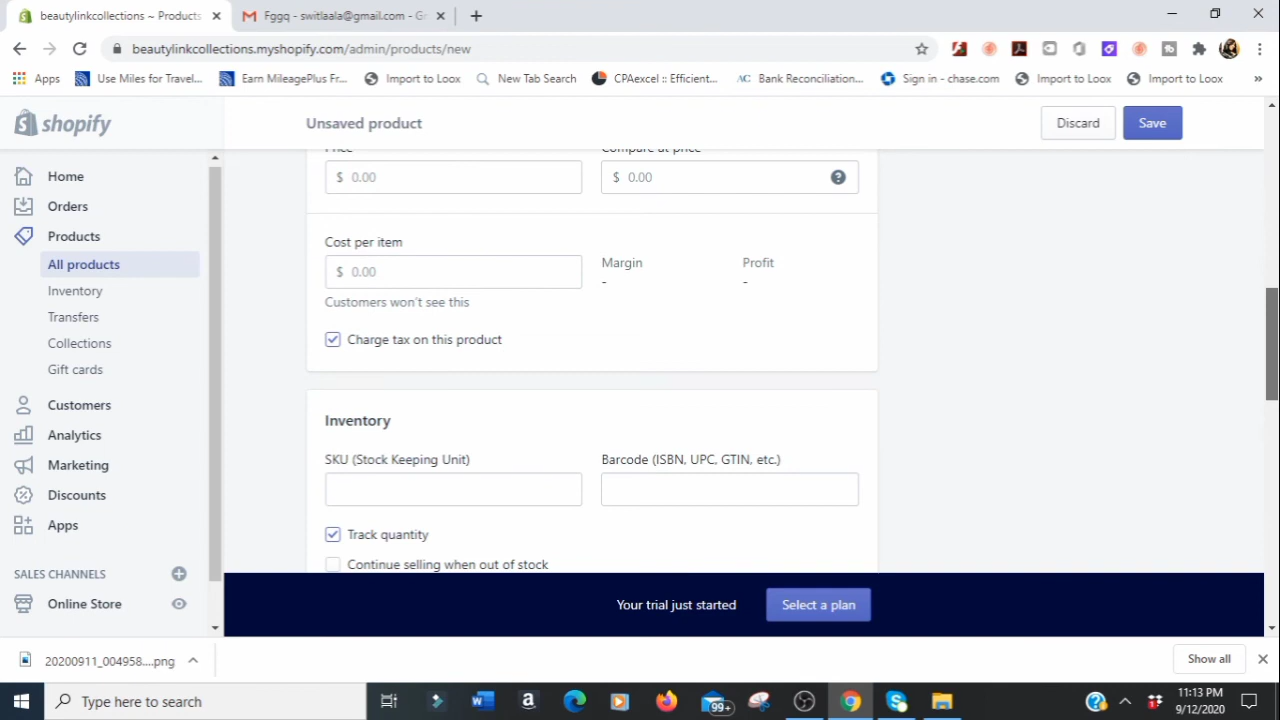 beautylinkcollections ~ Products
Fggq - switlaala@gmail.com - Gr
beautylinkcollections.myshopify.com/admin/products/new
Apps
Use Miles for Travel...
Earn MileagePlus Fr...
Import to Loox
New Tab Search
CPAexcel :: Efficient...
AC Bank Reconciliation...
Sign in - chase.com
Import to Loox
Import to Loox
»
shopify
Unsaved product
Discard
Save
Home
Orders
Products
All products
Inventory
Transfers
Collections
Gift cards
Customers
Analytics
Marketing
Discounts
Apps
SALES CHANNELS
Online Store
Price
Compare at price
$ 0.00
$ 0.00
Cost per item
$ 0.00
Margin
-
Profit
-
Customers won't see this
Charge tax on this product
Inventory
SKU (Stock Keeping Unit)
Barcode (ISBN, UPC, GTIN, etc.)
Track quantity
Continue selling when out of stock
Your trial just started
Select a plan
20200911_004958....png
Show all
Type here to search
99+
11:13 PM
9/12/2020